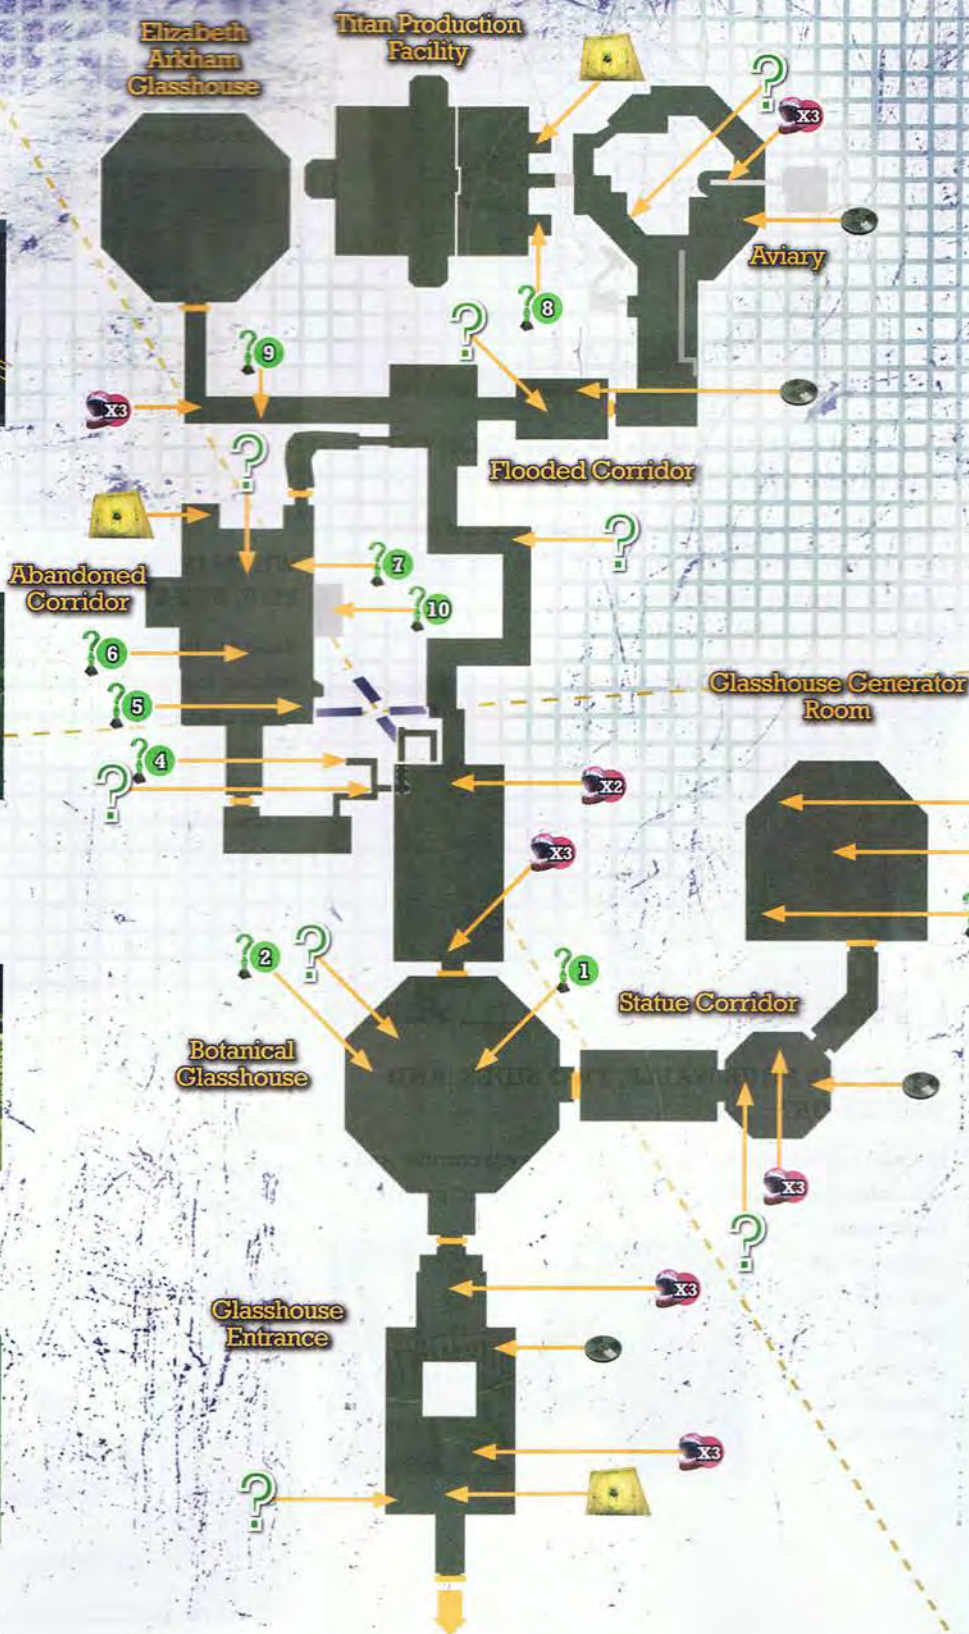 Elizabeth
Arkham
Glasshouse
Titan Production
Facility
?
X3
Aviary
? 8
?
? 9
X3
?
Flooded Corridor
?
Abandoned
Corridor
? 7
? 10
? 6
? 5
Glasshouse Generator
Room
? 4
?
X2
X3
? 2
?
? 1
Statue Corridor
Botanical
Glasshouse
X3
?
X3
Glasshouse
Entrance
X3
?